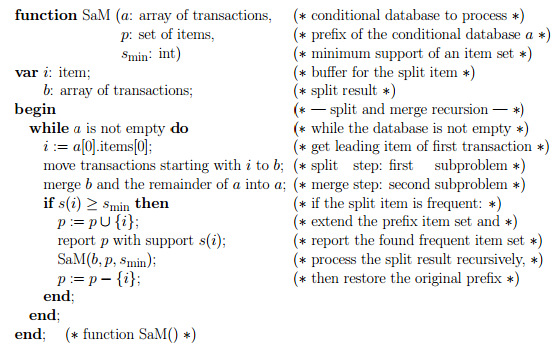 function SaM (a: array of transactions, (∗ conditional database to process ∗)
p: set of items, (∗ prefix of the conditional database a ∗)
smin: int) (∗ minimum support of an item set ∗)
var i: item; (∗ buffer for the split item ∗)
b: array of transactions; (∗ split result ∗)
begin (∗ — split and merge recursion — ∗)
while a is not empty do (∗ while the database is not empty ∗)
i := a[0].items[0]; (∗ get leading item of first transaction ∗)
move transactions starting with i to b; (∗ split step: first subproblem ∗)
merge b and the remainder of a into a; (∗ merge step: second subproblem ∗)
if s(i) ≥ smin then (∗ if the split item is frequent: ∗)
p := p ∪ {i}; (∗ extend the prefix item set and ∗)
report p with support s(i); (∗ report the found frequent item set ∗)
SaM(b, p, smin); (∗ process the split result recursively, ∗)
p := p − {i}; (∗ then restore the original prefix ∗)
end;
end;
end; (∗ function SaM() ∗)